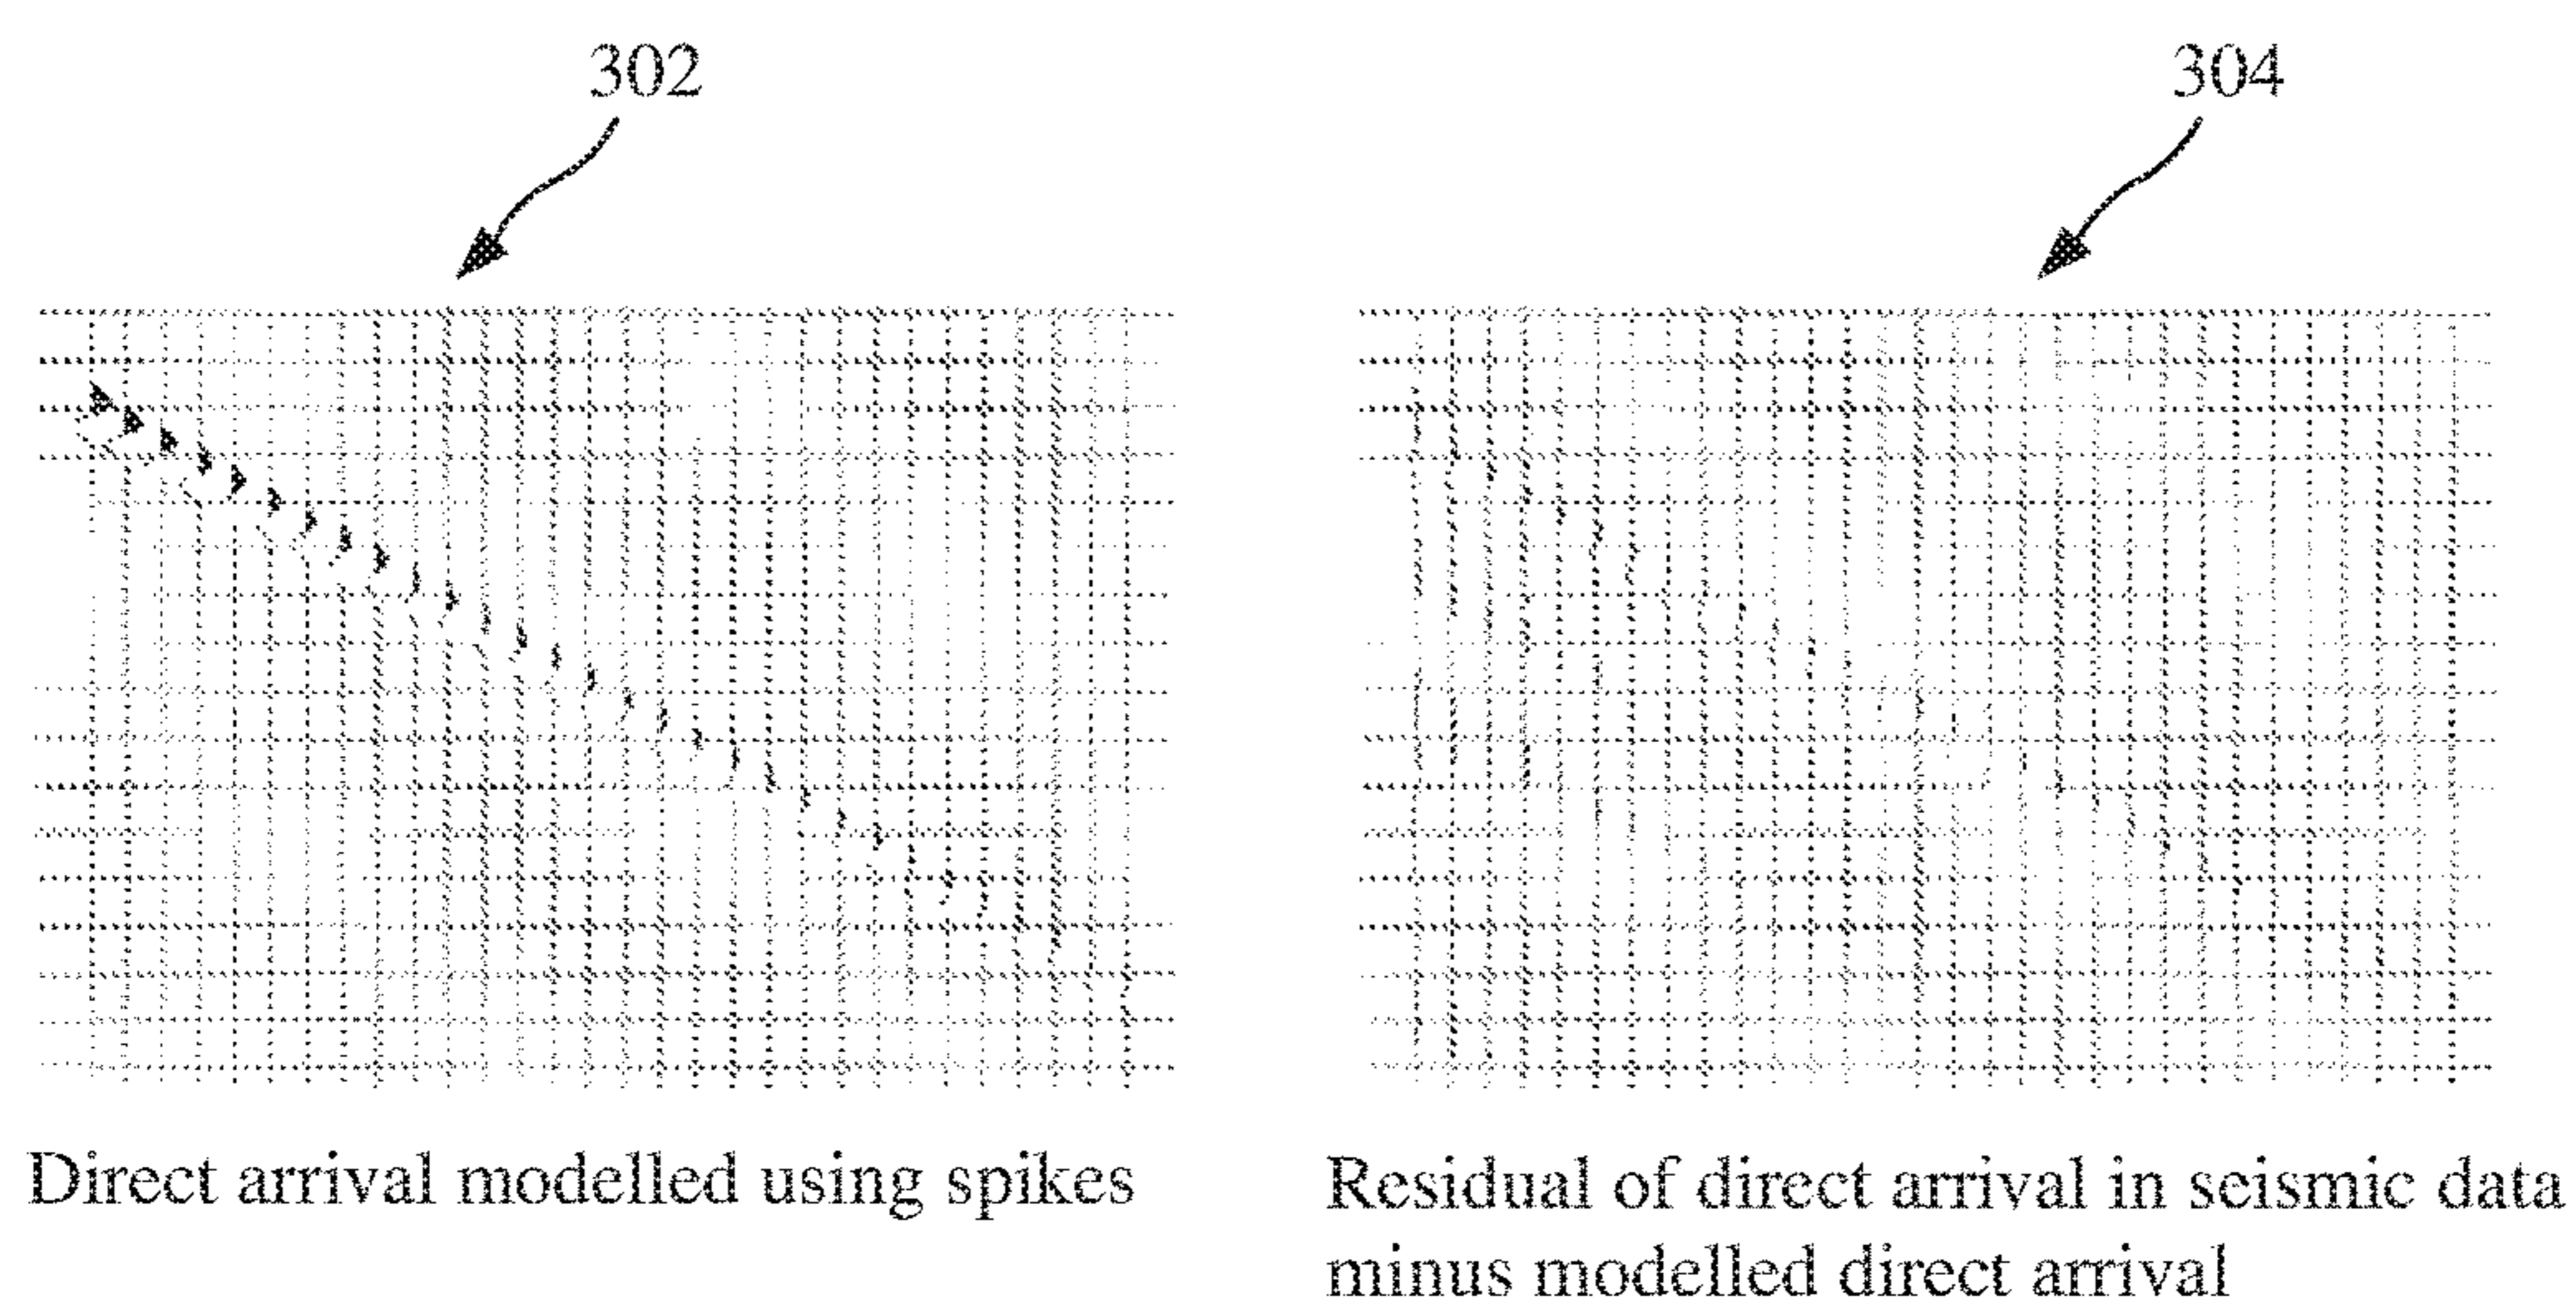 302
304
Direct arrival modelled using spikes
Residual of direct arrival in seismic data
minus modelled direct arrival